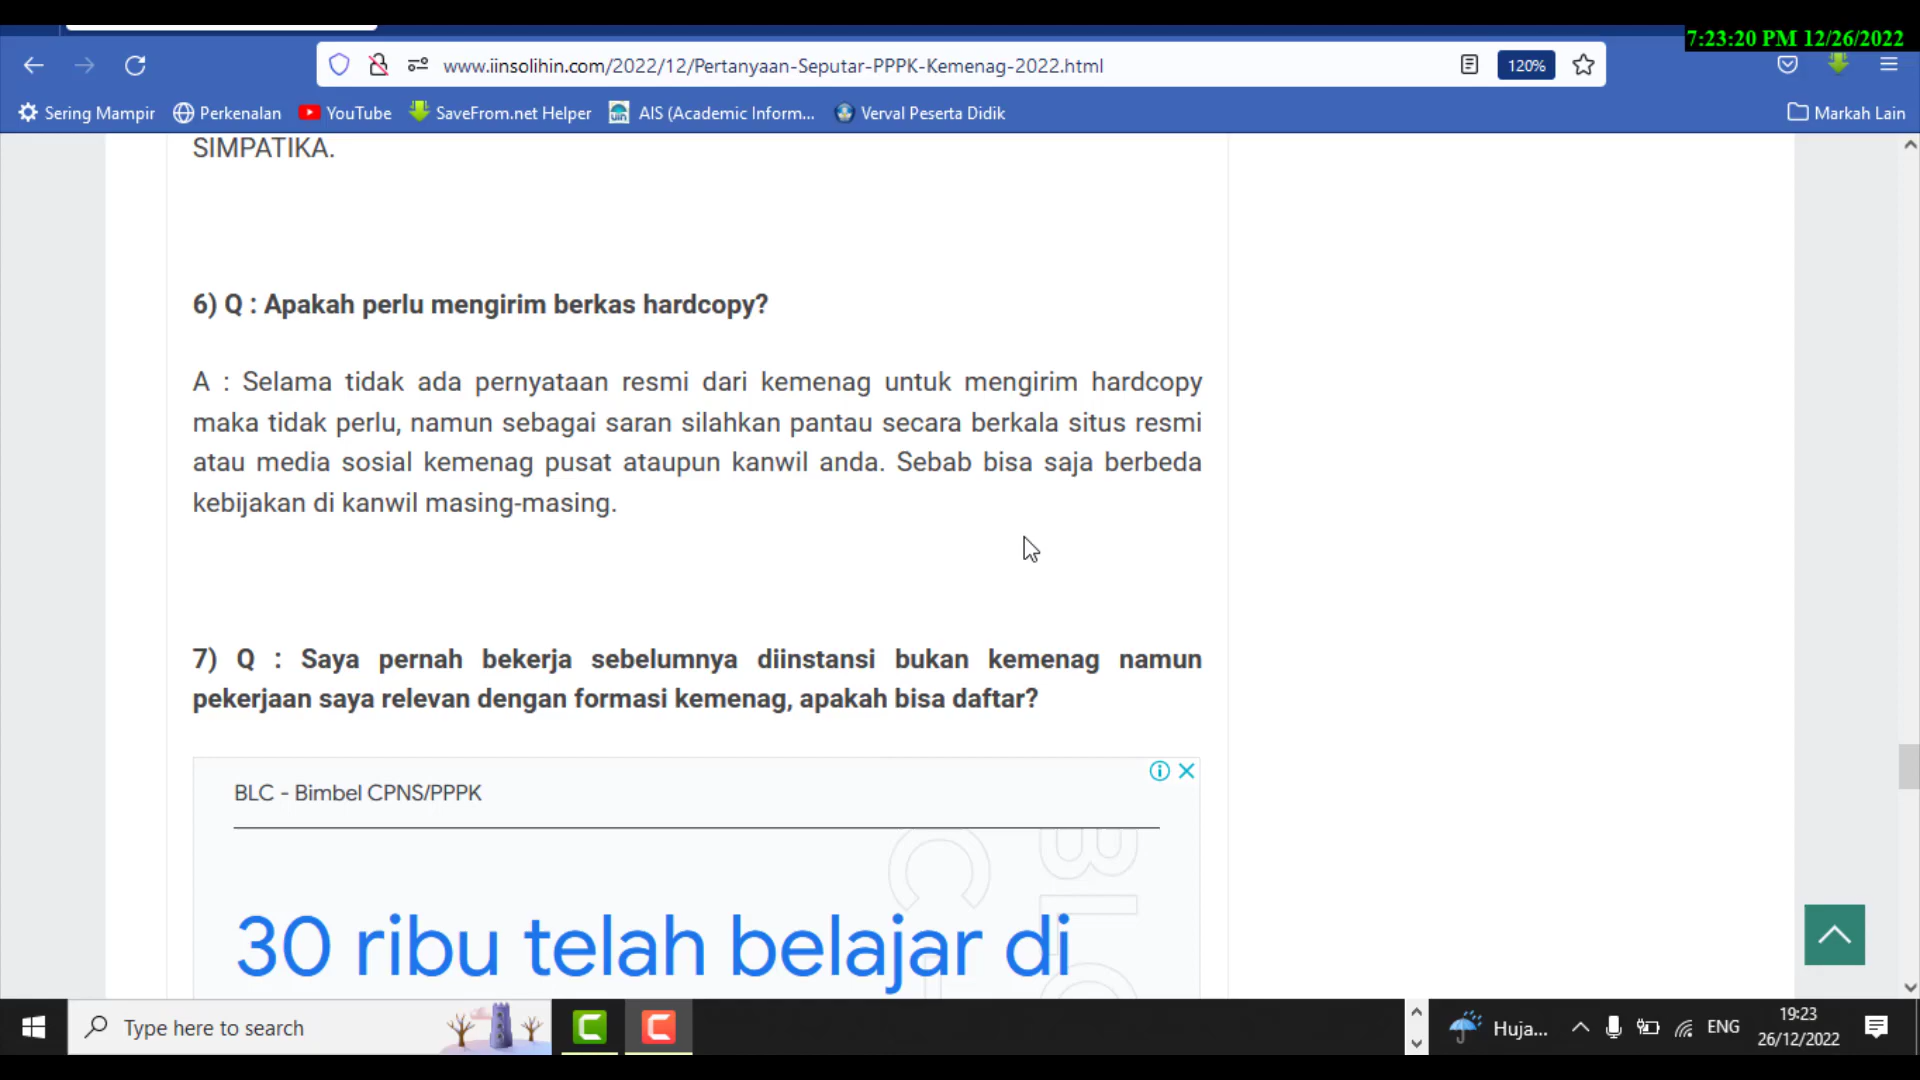 7:23:20 PM 12/26/2022
www.iinsolihin.com/2022/12/Pertanyaan-Seputar-PPPK-Kemenag-2022.html
120%
Sering Mampir
Perkenalan
YouTube
SaveFrom.net Helper
AIS (Academic Inform...
Verval Peserta Didik
Markah Lain
SIMPATIKA.
6) Q : Apakah perlu mengirim berkas hardcopy?
A : Selama tidak ada pernyataan resmi dari kemenag untuk mengirim hardcopy
maka tidak perlu, namun sebagai saran silahkan pantau secara berkala situs resmi
atau media sosial kemenag pusat ataupun kanwil anda. Sebab bisa saja berbeda
kebijakan di kanwil masing-masing.
7) Q : Saya pernah bekerja sebelumnya diinstansi bukan kemenag namun
pekerjaan saya relevan dengan formasi kemenag, apakah bisa daftar?
BLC - Bimbel CPNS/PPPK
30 ribu telah belajar di
Type here to search
Huja...
ENG
19:23
26/12/2022